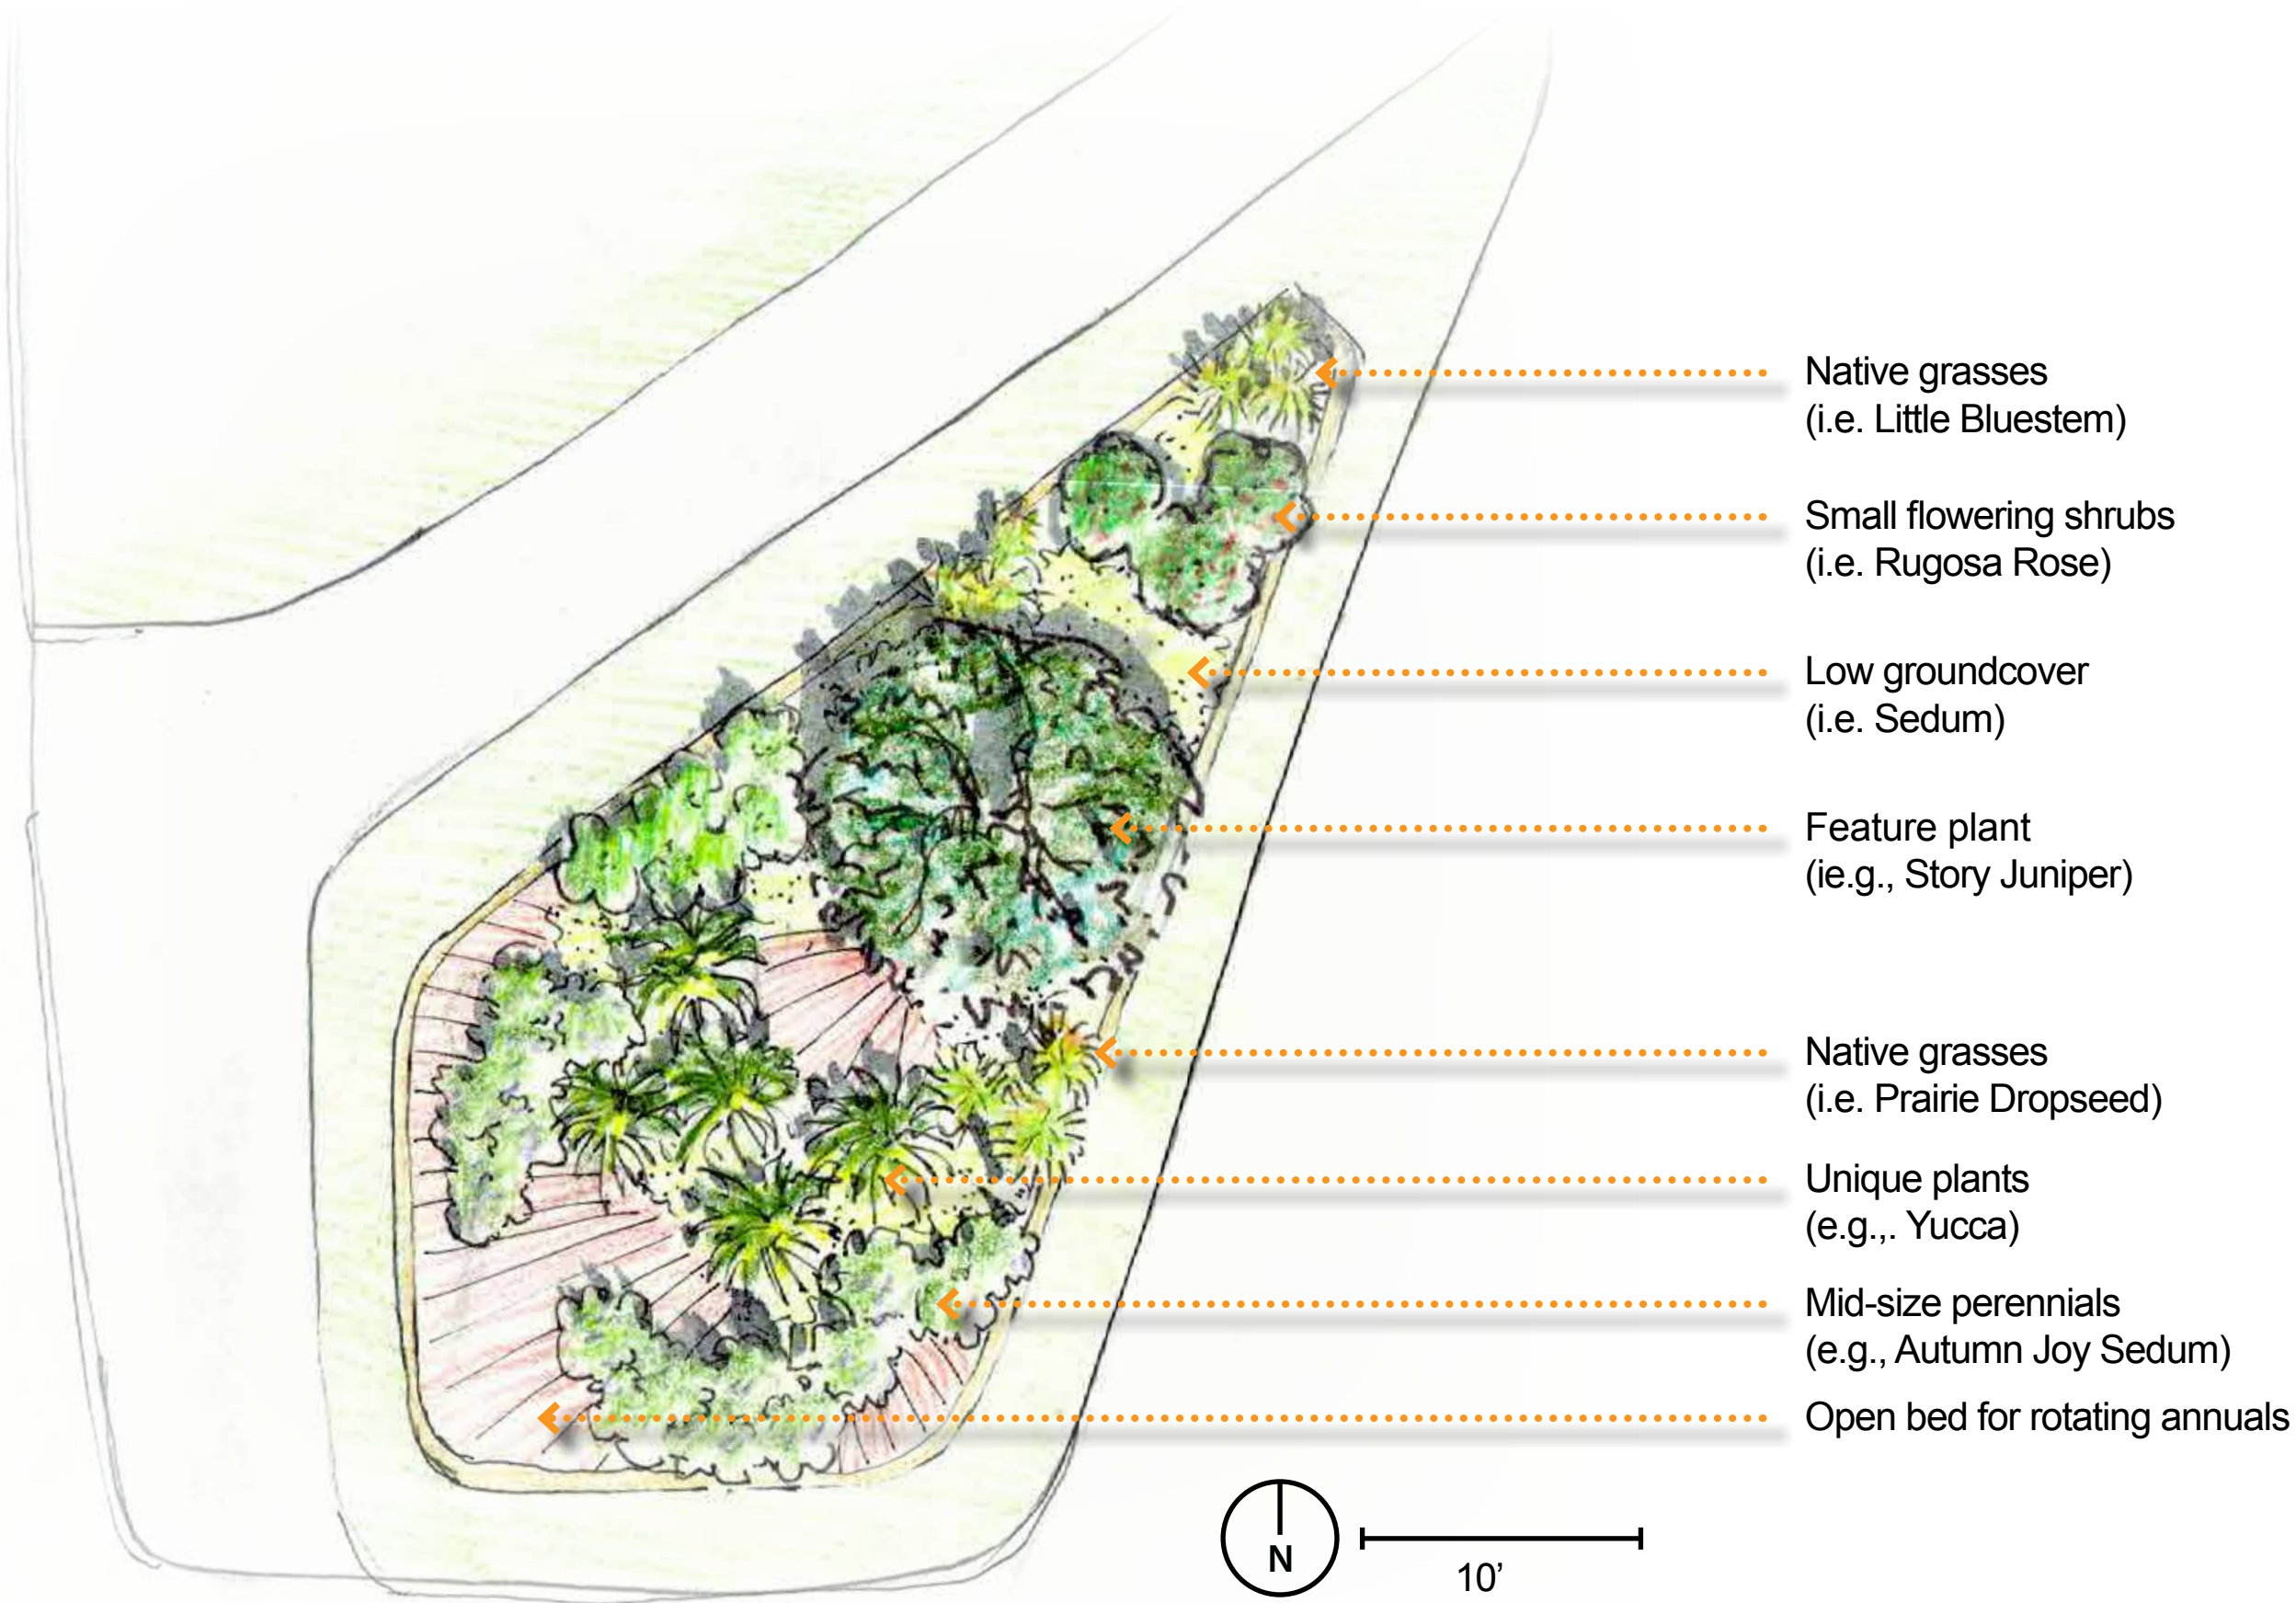 Native grasses
(i.e. Little Bluestem)
Small flowering shrubs
(i.e. Rugosa Rose)
Low groundcover
(i.e. Sedum)
Feature plant
(ie.g., Story Juniper)
Native grasses
(i.e. Prairie Dropseed)
Unique plants
(e.g.,. Yucca)
Mid-size perennials
(e.g., Autumn Joy Sedum)
Open bed for rotating annuals
N
10’